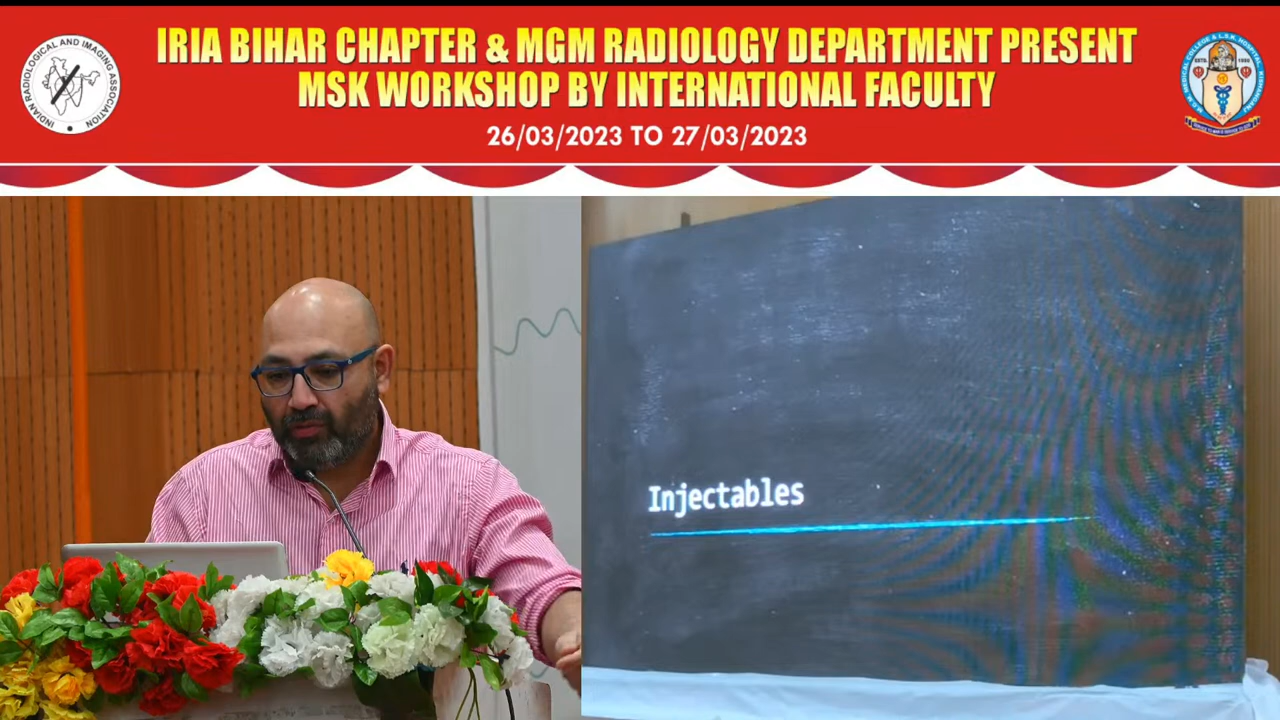 IRIA BIHAR CHAPTER & MGM RADIOLOGY DEPARTMENT PRESENT
MSK WORKSHOP BY INTERNATIONAL FACULTY
26/03/2023 TO 27/03/2023
INDIAN RADIOLOGICAL AND IMAGING ASSOCIATION
Injectables